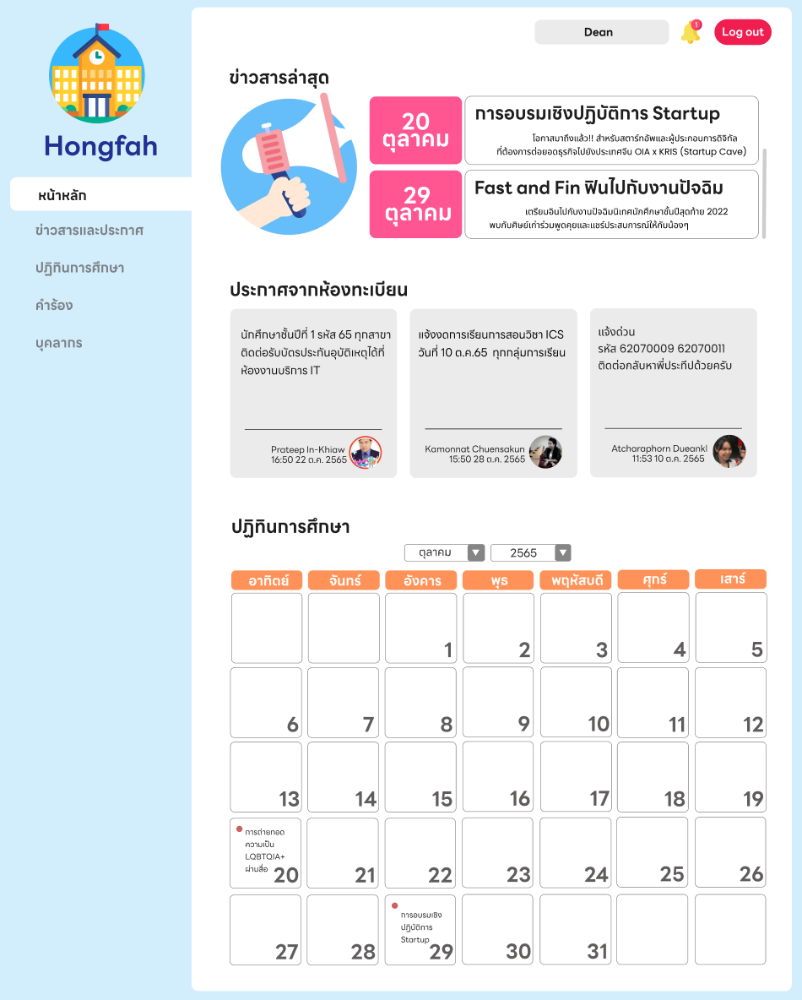 Dean
1
Log out
Hongfah
หน้าหลัก
ข่าวสารและประกาศ
ปฏิทินการศึกษา
คำร้อง
บุคลากร
ข่าวสารล่าสุด
20
ตุลาคม
การอบรมเชิงปฏิบัติการ Startup
โอกาสมาถึงแล้ว!! สำหรับสตาร์ทอัพและผู้ประกอบการดิจิทัล
ที่ต้องการต่อยอดธุรกิจไปยังประเทศจีน OIA x KRIS (Startup Cave)
29
ตุลาคม
Fast and Fin ฟินไปกับงานปัจฉิม
เตรียมอินไปกับงานปัจฉิมนิเทศนักศึกษาชั้นปีสุดท้าย 2022
พบกับศิษย์เก่าร่วมพูดคุยและแชร์ประสบการณ์ให้กับน้องๆ
ประกาศจากห้องทะเบียน
นักศึกษาชั้นปีที่ 1 รหัส 65 ทุกสาขา
ติดต่อรับบัตรประกันอุบัติเหตุได้ที่
ห้องงานบริการ IT
Prateep In-Khiaw
16:50 22 ต.ค. 2565
แจ้งงดการเรียนการสอนวิชา ICS
วันที่ 10 ต.ค.65 ทุกกลุ่มการเรียน
Kamonnat Chuensakun
15:50 28 ต.ค. 2565
แจ้งด่วน
รหัส 62070009 62070011
ติดต่อกลับหาพี่ประทีปด้วยครับ
Atcharaphorn Dueankl
11:53 10 ต.ค. 2565
ปฏิทินการศึกษา
ตุลาคม ▼ 2565 ▼
อาทิตย์ จันทร์ อังคาร พุธ พฤหัสบดี ศุกร์ เสาร์
1 2 3 4 5
6 7 8 9 10 11 12
13 14 15 16 17 18 19
การถ่ายทอด
ความเป็น
LQBTQIA+
ผ่านสื่อ
20 21 22 23 24 25 26
การอบรมเชิง
ปฏิบัติการ
Startup
27 28 29 30 31